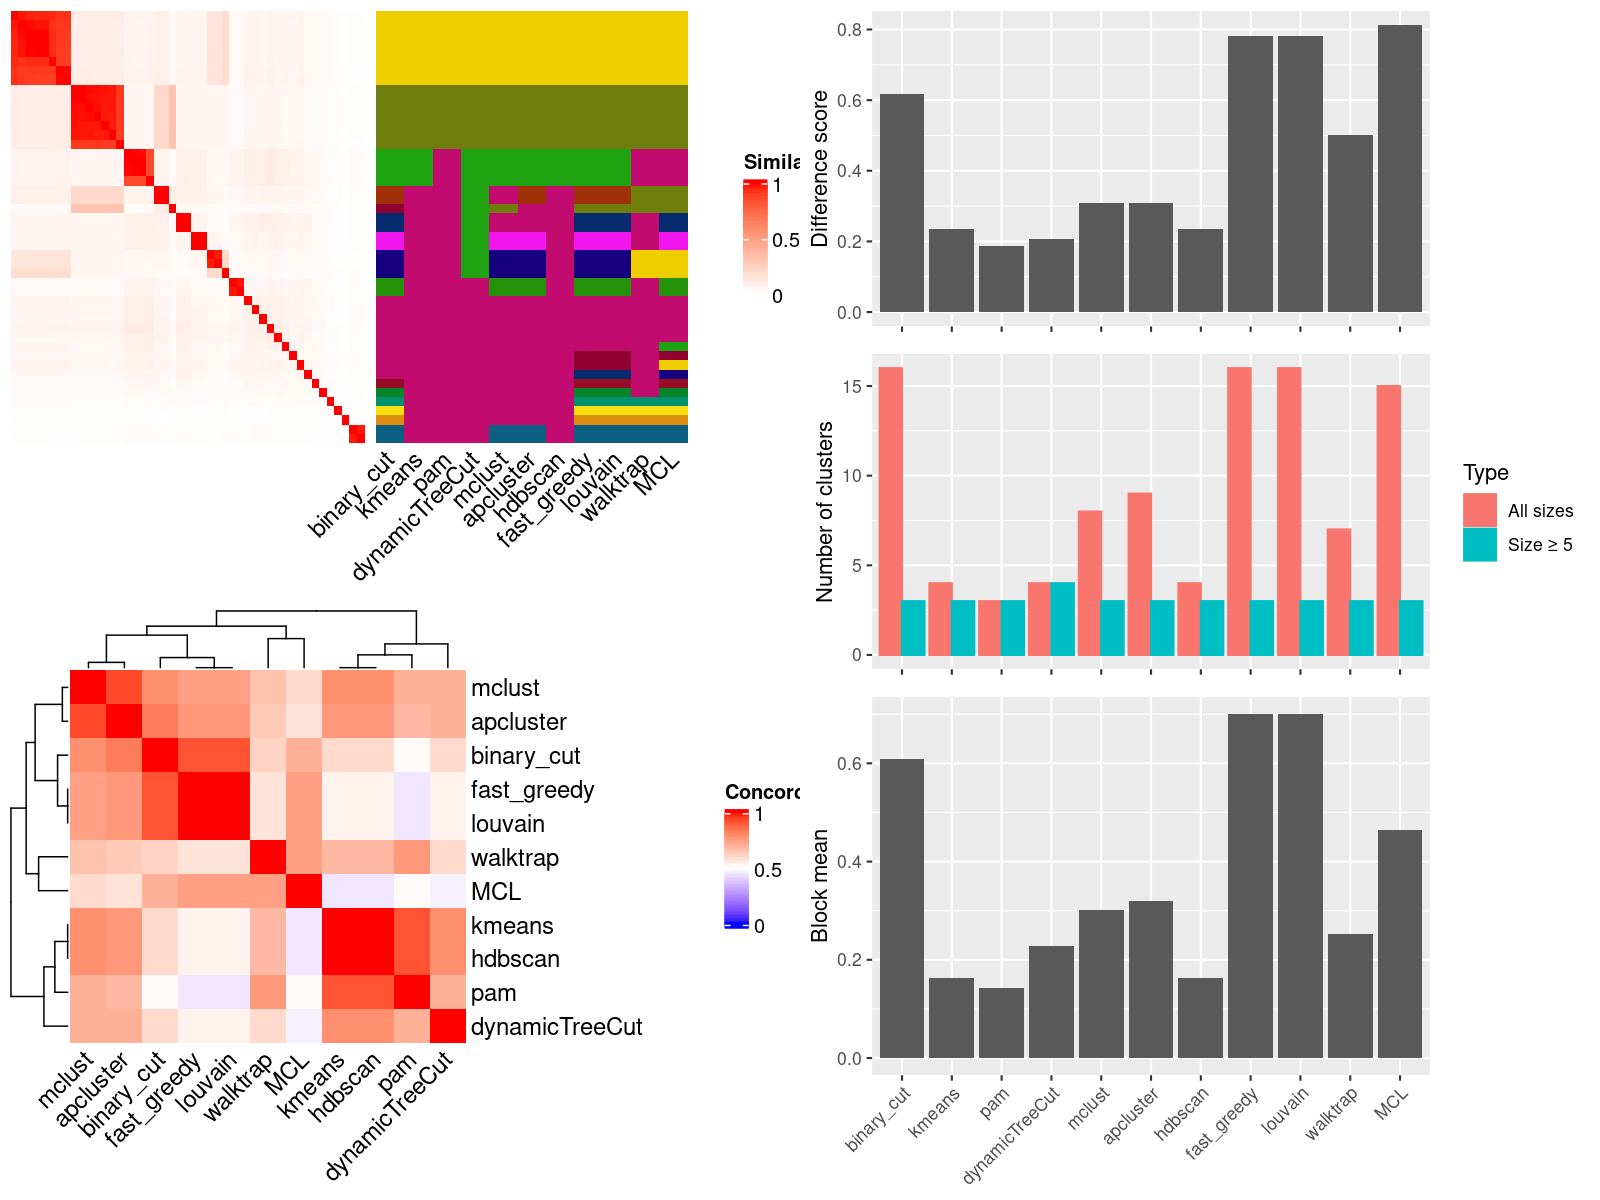 Simila
1
0.5
0
binary_cut
kmeans
pam
dynamicTreeCut
mclust
apcluster
hdbscan
fast_greedy
louvain
walktrap
MCL
mclust
apcluster
binary_cut
fast_greedy
louvain
walktrap
MCL
kmeans
hdbscan
pam
dynamicTreeCut
mclust
apcluster
binary_cut
fast_greedy
louvain
walktrap
MCL
kmeans
hdbscan
pam
dynamicTreeCut
Concord
1
0.5
0
Difference score
0.8
0.6
0.4
0.2
0.0
Number of clusters
15
10
5
0
Type
All sizes
Size ≥ 5
Block mean
0.6
0.4
0.2
0.0
binary_cut
kmeans
pam
dynamicTreeCut
mclust
apcluster
hdbscan
fast_greedy
louvain
walktrap
MCL